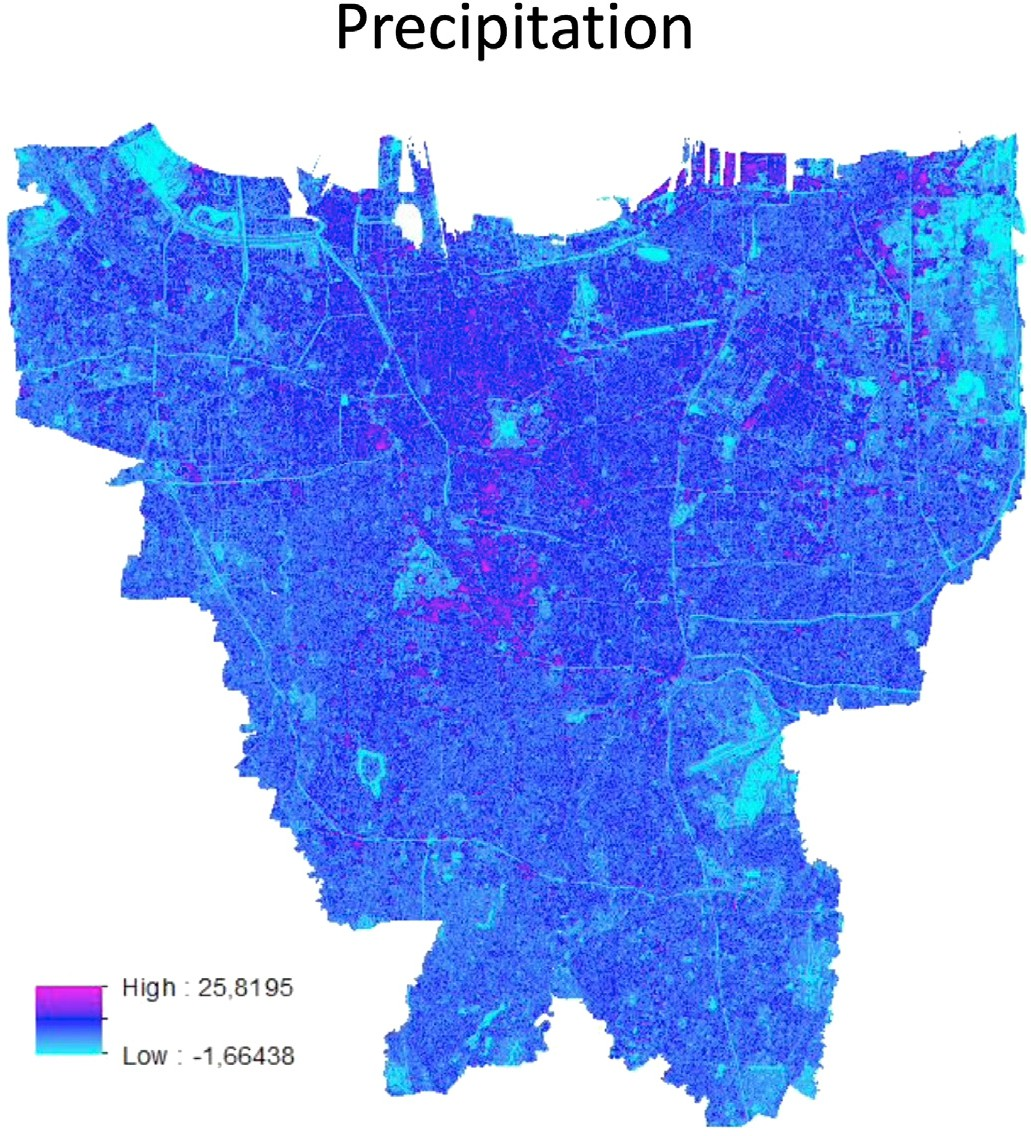 Precipitation
High : 25,8195
Low : -1,66438